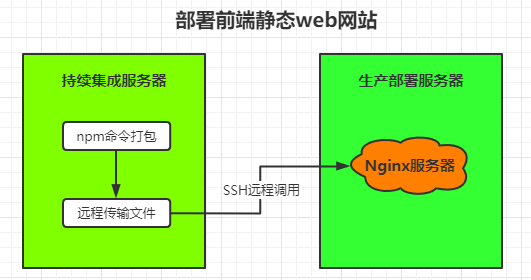 部署前端静态web网站
持续集成服务器
npm命令打包
远程传输文件
SSH远程调用
生产部署服务器
Nginx服务器